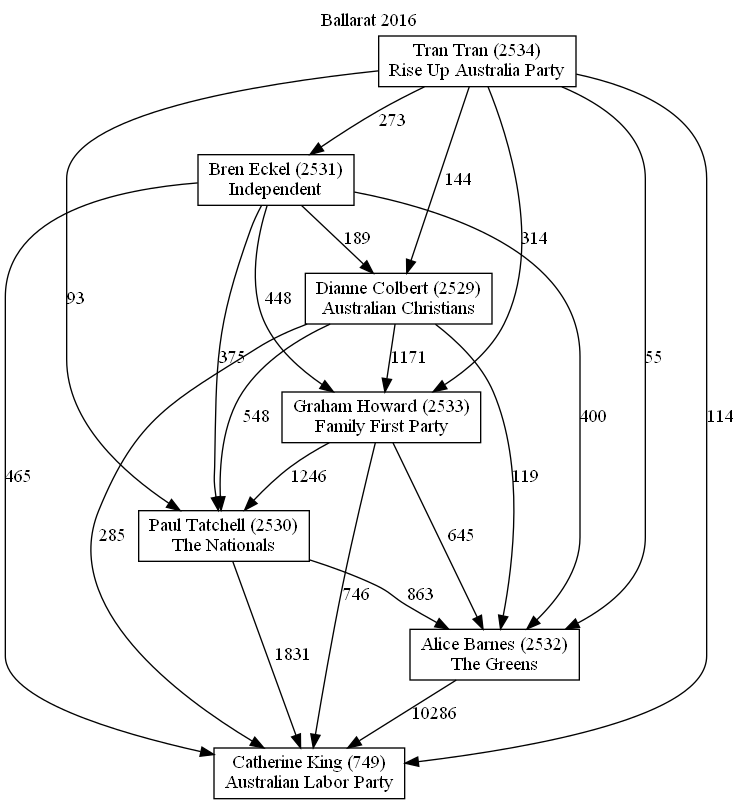 Ballarat 2016
Tran Tran (2534)
Rise Up Australia Party
273
144
Bren Eckel (2531)
Independent
189
314
Dianne Colbert (2529)
Australian Christians
93
448
375
1171
55
Graham Howard (2533)
Family First Party
548
400
114
465
1246
119
Paul Tatchell (2530)
The Nationals
285
645
746
863
Alice Barnes (2532)
The Greens
1831
10286
Catherine King (749)
Australian Labor Party